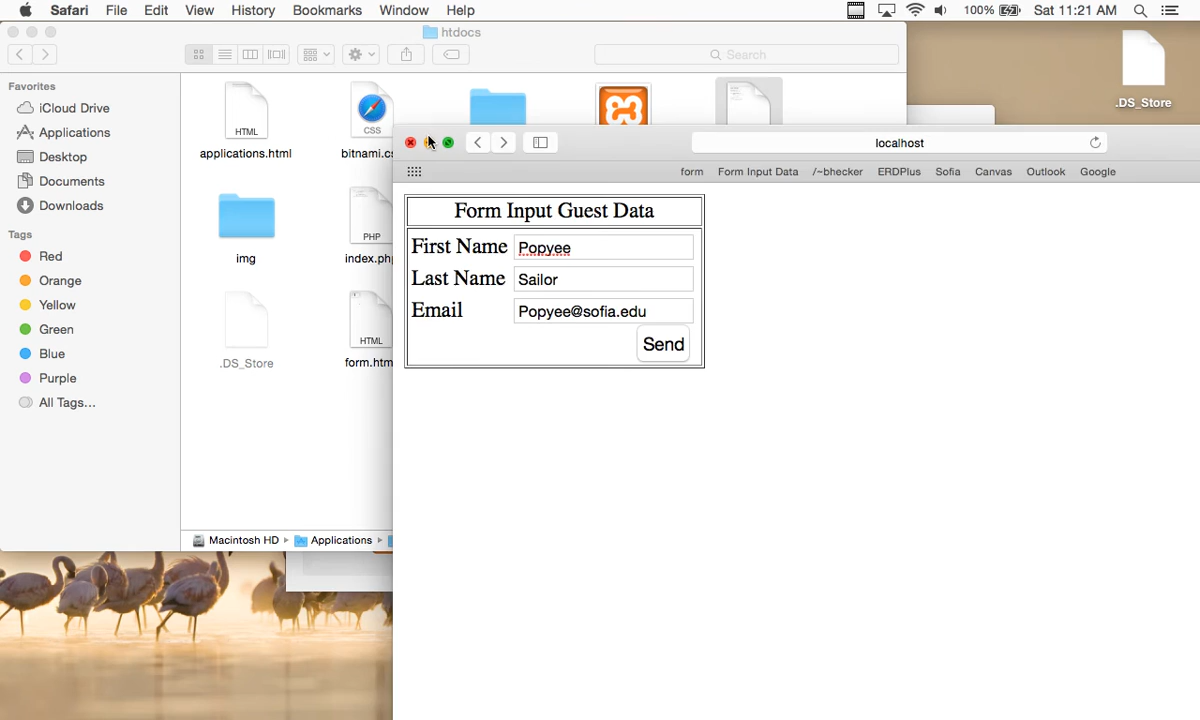 Safari File Edit View History Bookmarks Window Help 100% Sat 11:21 AM
htdocs
Search
.DS_Store
Favorites
iCloud Drive
Applications
Desktop
Documents
Downloads
Tags
Red
Orange
Yellow
Green
Blue
Purple
All Tags...
HTML
applications.html
CSS
bitnami.cs
img
PHP
index.php
.DS_Store
HTML
form.htm
Macintosh HD Applications
localhost
form Form Input Data /~bhecker ERDPlus Sofia Canvas Outlook Google
Form Input Guest Data
First Name Popyee
Last Name Sailor
Email Popyee@sofia.edu
Send